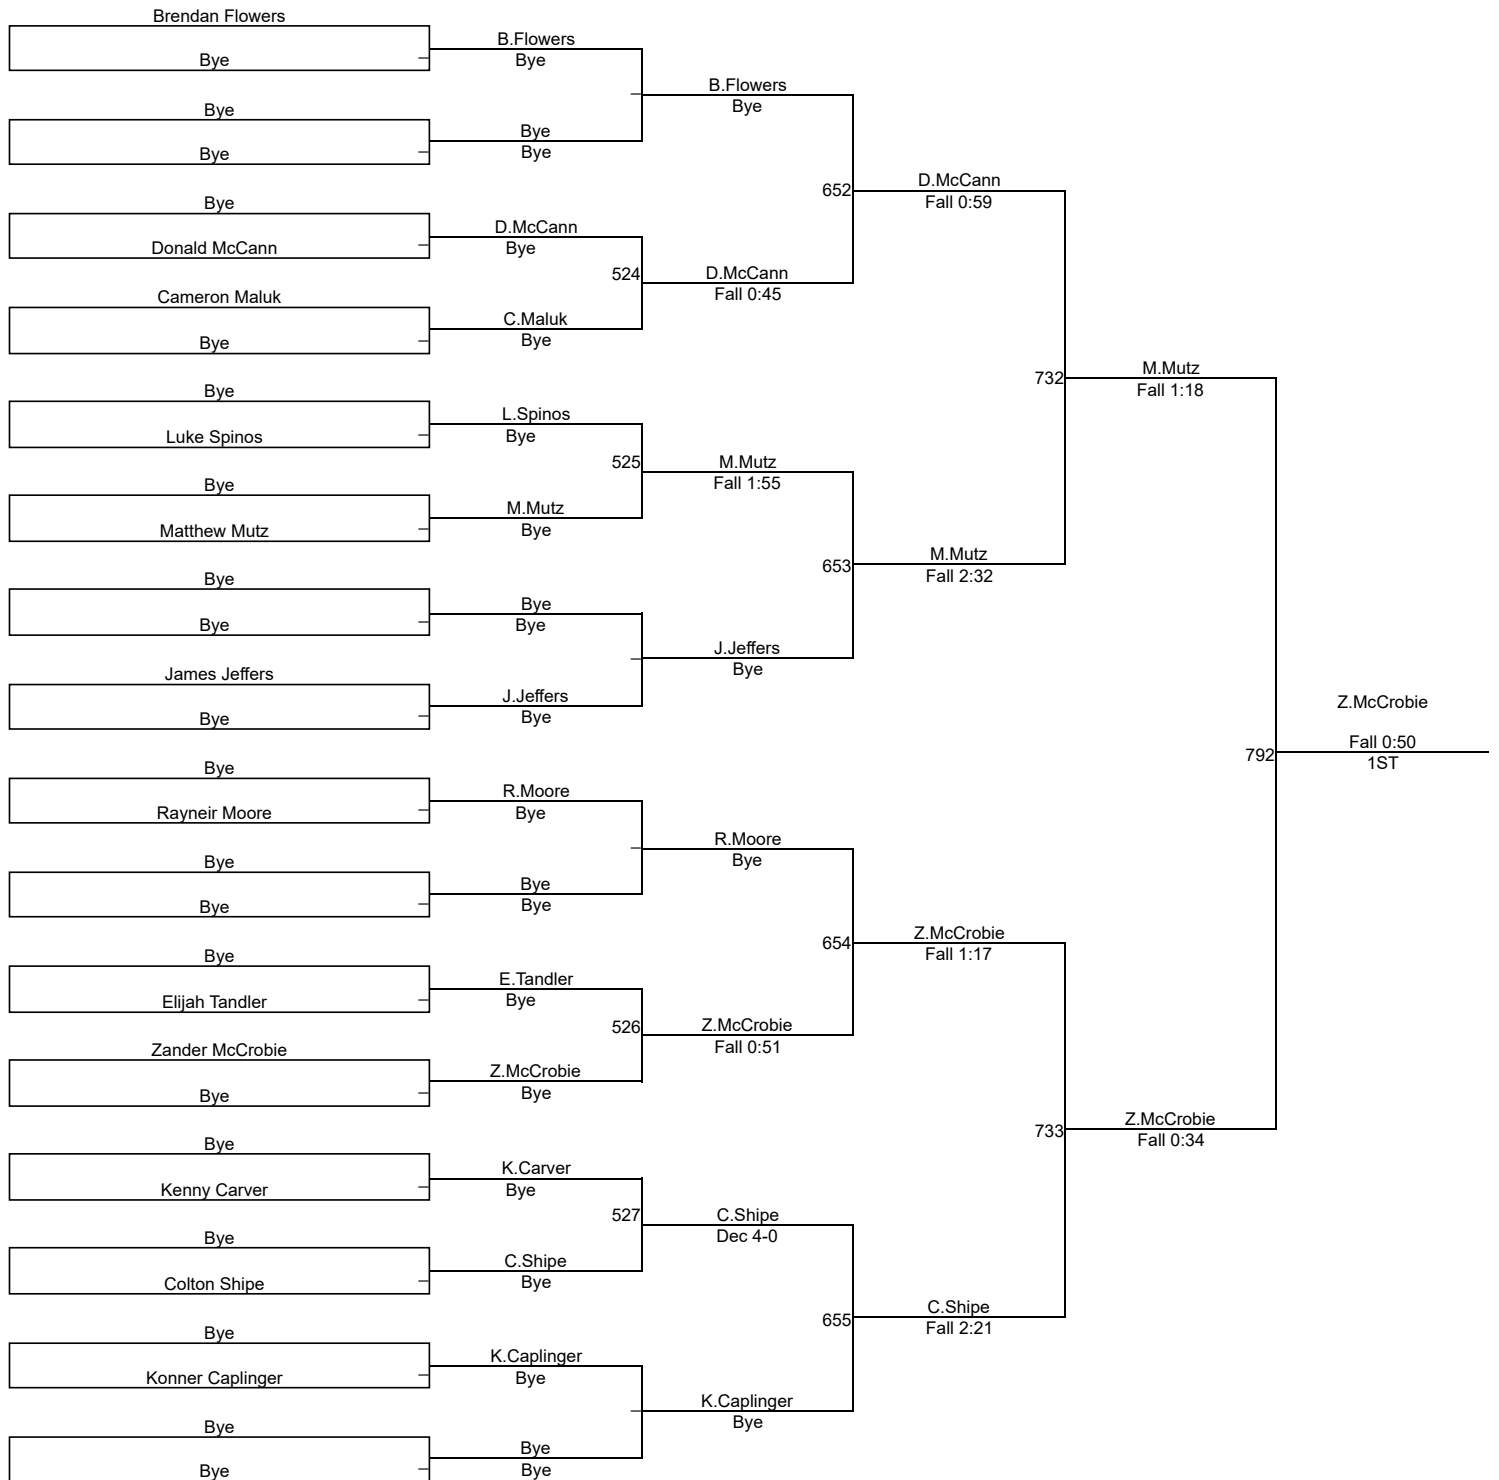 Brendan Flowers
Bye
Bye
Bye
Bye
Donald McCann
Cameron Maluk
Bye
Bye
Luke Spinos
Bye
Matthew Mutz
Bye
Bye
James Jeffers
Bye
Bye
Rayneir Moore
Bye
Bye
Bye
Elijah Tandler
Zander McCrobie
Bye
Bye
Kenny Carver
Bye
Colton Shipe
Bye
Konner Caplinger
Bye
Bye
B.Flowers
Bye
Bye
Bye
D.McCann
Bye
524
C.Maluk
Bye
L.Spinos
Bye
525
M.Mutz
Bye
Bye
Bye
J.Jeffers
Bye
R.Moore
Bye
Bye
Bye
E.Tandler
Bye
526
Z.McCrobie
Bye
K.Carver
Bye
527
C.Shipe
Bye
K.Caplinger
Bye
Bye
Bye
B.Flowers
Bye
652
D.McCann
Fall 0:45
M.Mutz
Fall 1:55
653
J.Jeffers
Bye
R.Moore
Bye
654
Z.McCrobie
Fall 0:51
C.Shipe
Dec 4-0
655
K.Caplinger
Bye
D.McCann
Fall 0:59
732
M.Mutz
Fall 2:32
Z.McCrobie
Fall 1:17
733
C.Shipe
Fall 2:21
M.Mutz
Fall 1:18
792
Z.McCrobie
Fall 0:34
Z.McCrobie
Fall 0:50
1ST